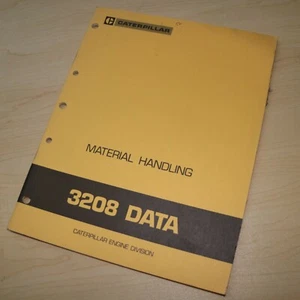 CATERPILLAR
MATERIAL HANDLING
3208 DATA
CATERPILLAR ENGINE DIVISION